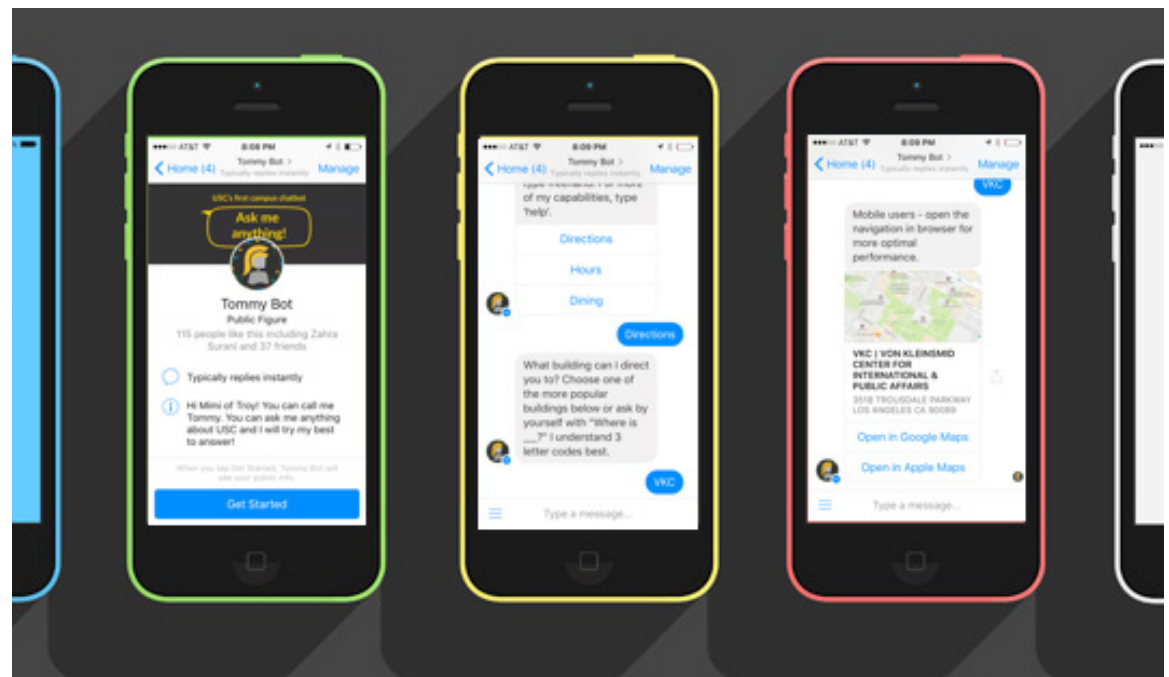 AT&T 8:08 PM
Home (4) Tommy Bot > Manage
Typically replies instantly
USC's first campus chatbot
Ask me
anything!
Tommy Bot
Public Figure
115 people like this including Zahra
Surani and 37 friends
Typically replies instantly
Hi Mimi of Troy! You can call me
Tommy. You can ask me anything
about USC and I will try my best
to answer!
When you tap Get Started, Tommy Bot will
see your public info.
Get Started
AT&T 8:09 PM
Home (4) Tommy Bot > Manage
Typically replies instantly
type freehand. For more
of my capabilities, type
'help'.
Directions
Hours
Dining
Directions
What building can I direct
you to? Choose one of
the more popular
buildings below or ask by
yourself with "Where is
___?" I understand 3
letter codes best.
VKC
Type a message...
AT&T 8:09 PM
Home (4) Tommy Bot > Manage
Typically replies instantly
VKC
Mobile users - open the
navigation in browser for
more optimal
performance.
VKC | VON KLEINSMID
CENTER FOR
INTERNATIONAL &
PUBLIC AFFAIRS
3518 TROUSDALE PARKWAY
LOS ANGELES CA 90089
Open in Google Maps
Open in Apple Maps
Type a message...